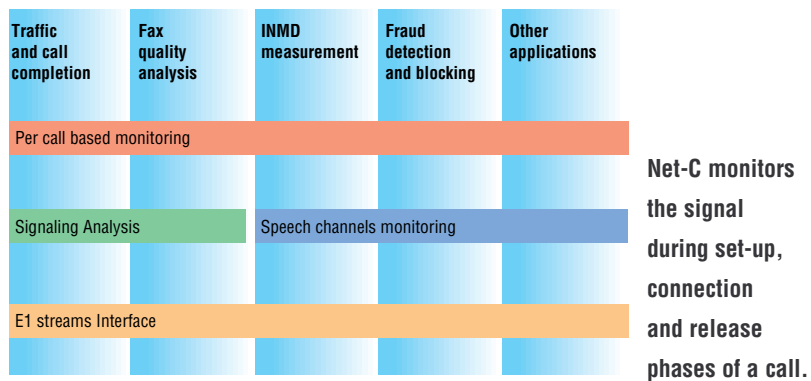 Traffic
and call
completion
Fax
quality
analysis
INMD
measurement
Fraud
detection
and blocking
Other
applications
Per call based monitoring
Signaling Analysis
Speech channels monitoring
E1 streams Interface
Net-C monitors
the signal
during set-up,
connection
and release
phases of a call.